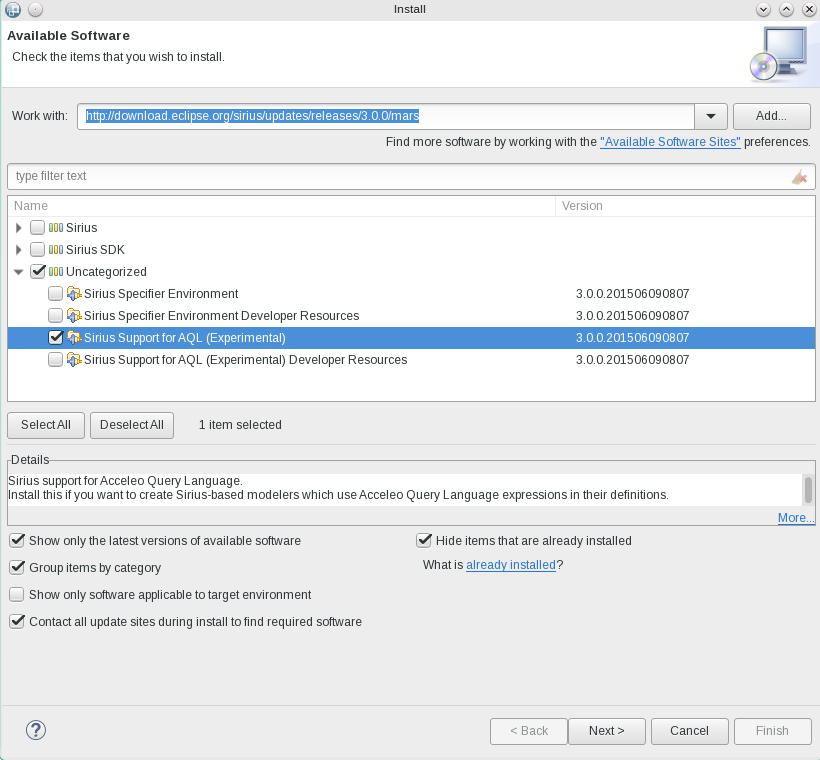 Install
Available Software
Check the items that you wish to install.
Work with: http://download.eclipse.org/sirius/updates/releases/3.0.0/mars Add...
Find more software by working with the "Available Software Sites" preferences.
type filter text
Name Version
Sirius
Sirius SDK
Uncategorized
Sirius Specifier Environment 3.0.0.201506090807
Sirius Specifier Environment Developer Resources 3.0.0.201506090807
Sirius Support for AQL (Experimental) 3.0.0.201506090807
Sirius Support for AQL (Experimental) Developer Resources 3.0.0.201506090807
Select All Deselect All 1 item selected
Details
Sirius support for Acceleo Query Language.
Install this if you want to create Sirius-based modelers which use Acceleo Query Language expressions in their definitions.
More...
Show only the latest versions of available software Hide items that are already installed
Group items by category What is already installed?
Show only software applicable to target environment
Contact all update sites during install to find required software
? < Back Next > Cancel Finish